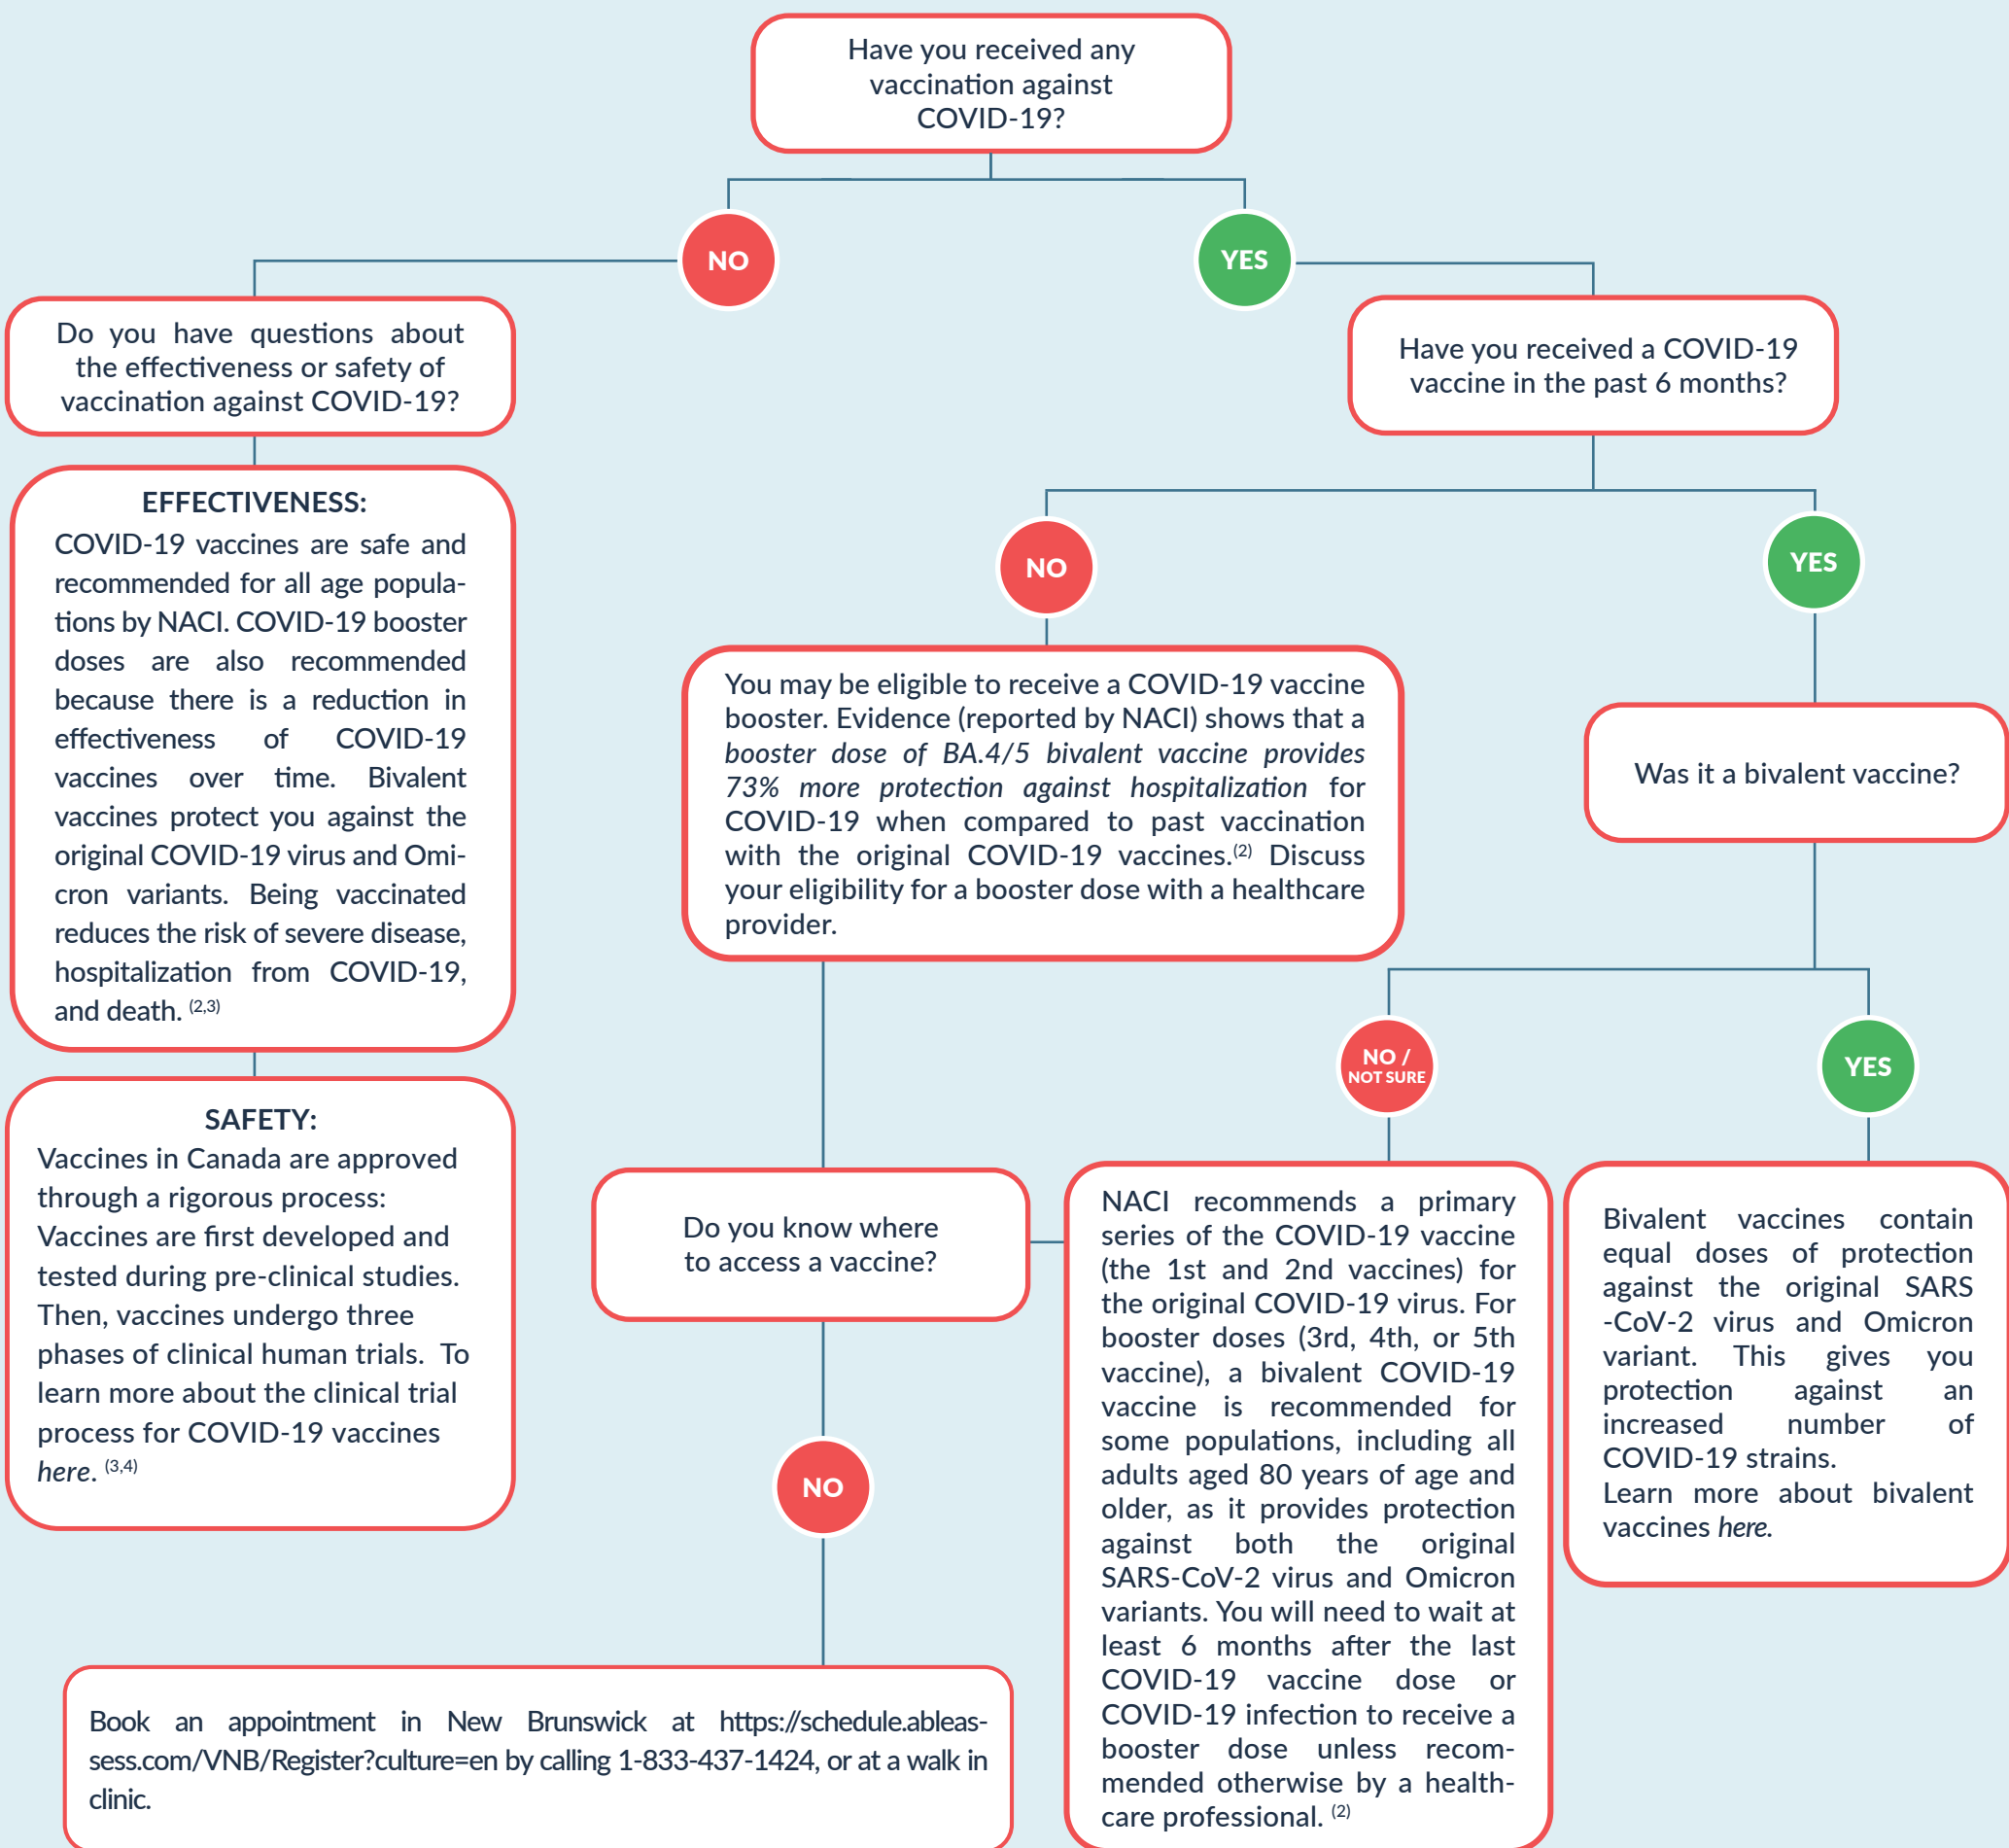 Have you received any
vaccination against
COVID-19?
NO
YES
Do you have questions about
the effectiveness or safety of
vaccination against COVID-19?
Have you received a COVID-19
vaccine in the past 6 months?
EFFECTIVENESS:
COVID-19 vaccines are safe and
recommended for all age popula-
tions by NACI. COVID-19 booster
doses are also recommended
because there is a reduction in
effectiveness of COVID-19
vaccines over time. Bivalent
vaccines protect you against the
original COVID-19 virus and Omi-
cron variants. Being vaccinated
reduces the risk of severe disease,
hospitalization from COVID-19,
and death. (2,3)
NO
YES
You may be eligible to receive a COVID-19 vaccine
booster. Evidence (reported by NACI) shows that a
booster dose of BA.4/5 bivalent vaccine provides
73% more protection against hospitalization for
COVID-19 when compared to past vaccination
with the original COVID-19 vaccines.(2) Discuss
your eligibility for a booster dose with a healthcare
provider.
Was it a bivalent vaccine?
NO /
NOT SURE
YES
SAFETY:
Vaccines in Canada are approved
through a rigorous process:
Vaccines are first developed and
tested during pre-clinical studies.
Then, vaccines undergo three
phases of clinical human trials. To
learn more about the clinical trial
process for COVID-19 vaccines
here. (3,4)
Do you know where
to access a vaccine?
NACI recommends a primary
series of the COVID-19 vaccine
(the 1st and 2nd vaccines) for
the original COVID-19 virus. For
booster doses (3rd, 4th, or 5th
vaccine), a bivalent COVID-19
vaccine is recommended for
some populations, including all
adults aged 80 years of age and
older, as it provides protection
against both the original
SARS-CoV-2 virus and Omicron
variants. You will need to wait at
least 6 months after the last
COVID-19 vaccine dose or
COVID-19 infection to receive a
booster dose unless recom-
mended otherwise by a health-
care professional. (2)
Bivalent vaccines contain
equal doses of protection
against the original SARS
-CoV-2 virus and Omicron
variant. This gives you
protection against an
increased number of
COVID-19 strains.
Learn more about bivalent
vaccines here.
NO
Book an appointment in New Brunswick at https://schedule.ableas-
sess.com/VNB/Register?culture=en by calling 1-833-437-1424, or at a walk in
clinic.